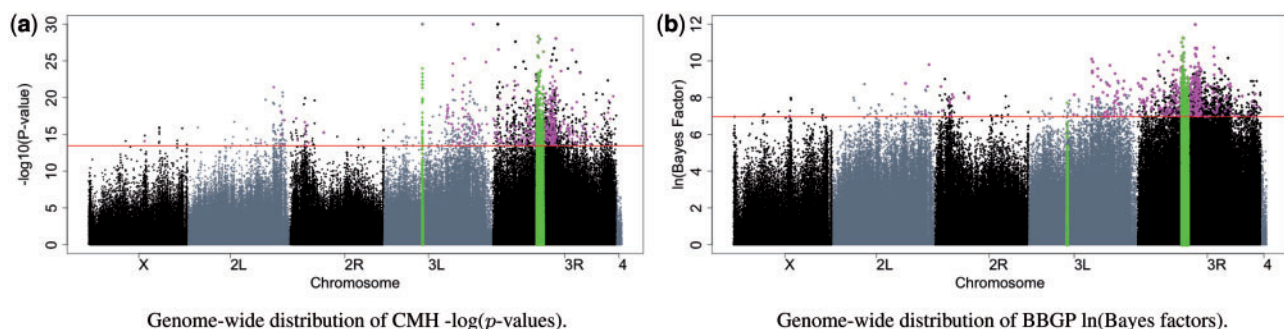 (a)
-log10(P-value)
30
25
20
15
10
5
0
X 2L 2R 3L 3R 4
Chromosome
Genome-wide distribution of CMH -log(p-values).
(b)
ln(Bayes Factor)
12
10
8
6
4
2
0
X 2L 2R 3L 3R 4
Chromosome
Genome-wide distribution of BBGP ln(Bayes factors).